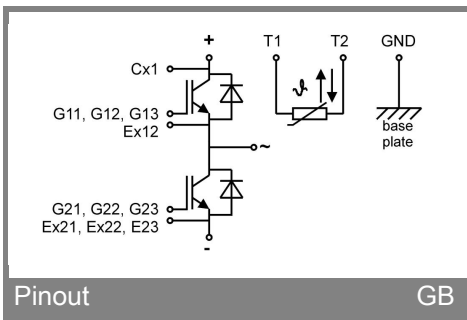 +
T1 T2 GND
Cx1
ϑ
G11, G12, G13
Ex12
base
plate
~
G21, G22, G23
Ex21, Ex22, E23
-
Pinout GB